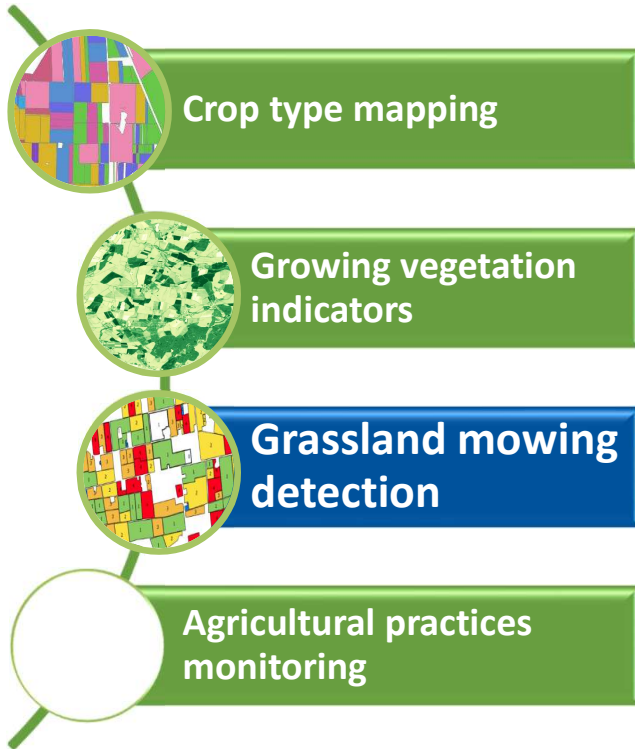 Crop type mapping
Growing vegetation
indicators
Grassland mowing
detection
Agricultural practices
monitoring